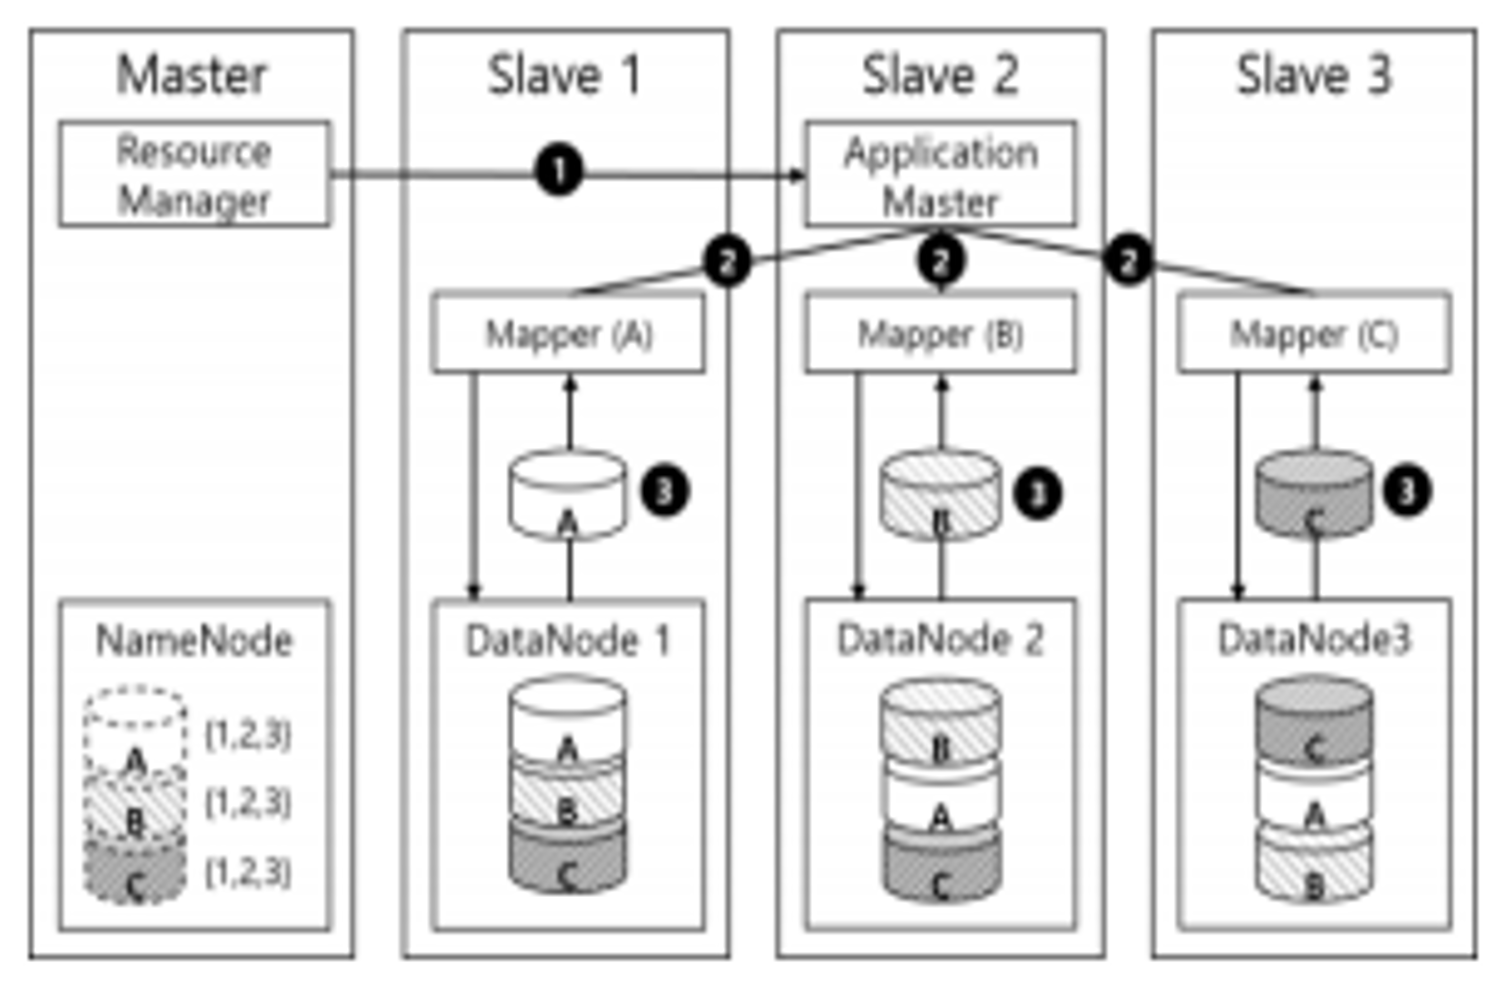 Master
Resource
Manager
NameNode
A
{1,2,3}
B
{1,2,3}
C
{1,2,3}
Slave 1
1
2
Mapper (A)
A
3
DataNode 1
A
B
C
Slave 2
Application
Master
2
Mapper (B)
B
3
DataNode 2
B
A
C
Slave 3
2
Mapper (C)
C
3
DataNode3
C
A
B